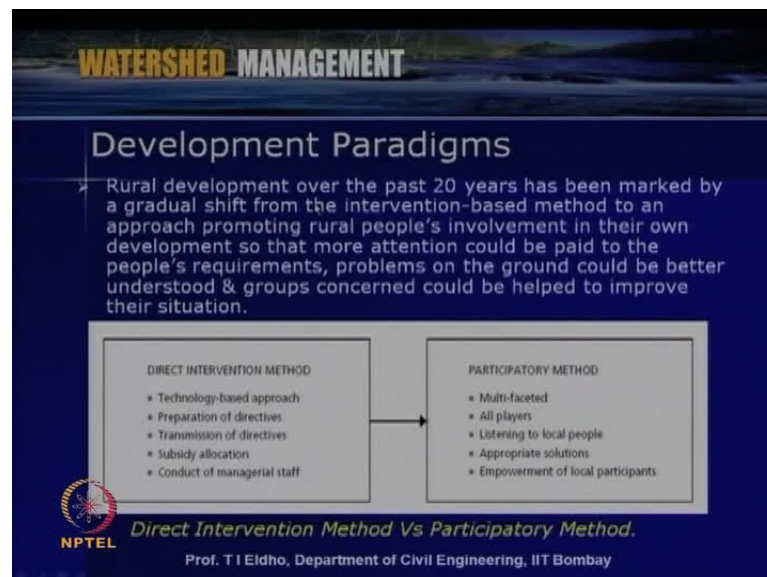 WATERSHED MANAGEMENT
Development Paradigms
Rural development over the past 20 years has been marked by
a gradual shift from the intervention-based method to an
approach promoting rural people's involvement in their own
development so that more attention could be paid to the
people's requirements, problems on the ground could be better
understood & groups concerned could be helped to improve
their situation.
DIRECT INTERVENTION METHOD
• Technology-based approach
• Preparation of directives
• Transmission of directives
• Subsidy allocation
• Conduct of managerial staff
PARTICIPATORY METHOD
• Multi-faceted
• All players
• Listening to local people
• Appropriate solutions
• Empowerment of local participants
NPTEL
Direct Intervention Method Vs Participatory Method.
Prof. T I Eldho, Department of Civil Engineering, IIT Bombay